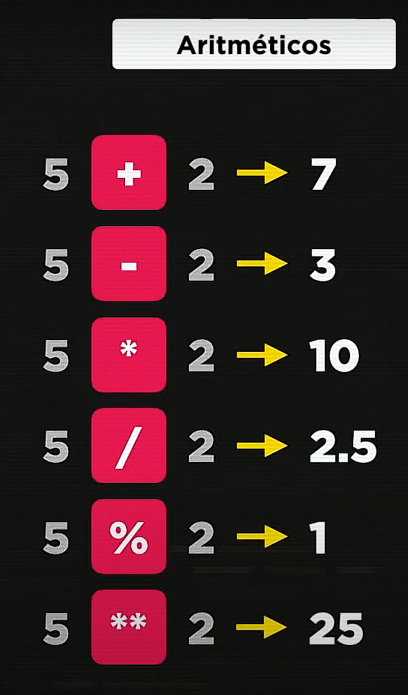 Aritméticos
5 + 2 → 7
5 - 2 → 3
5 * 2 → 10
5 / 2 → 2.5
5 % 2 → 1
5 ** 2 → 25